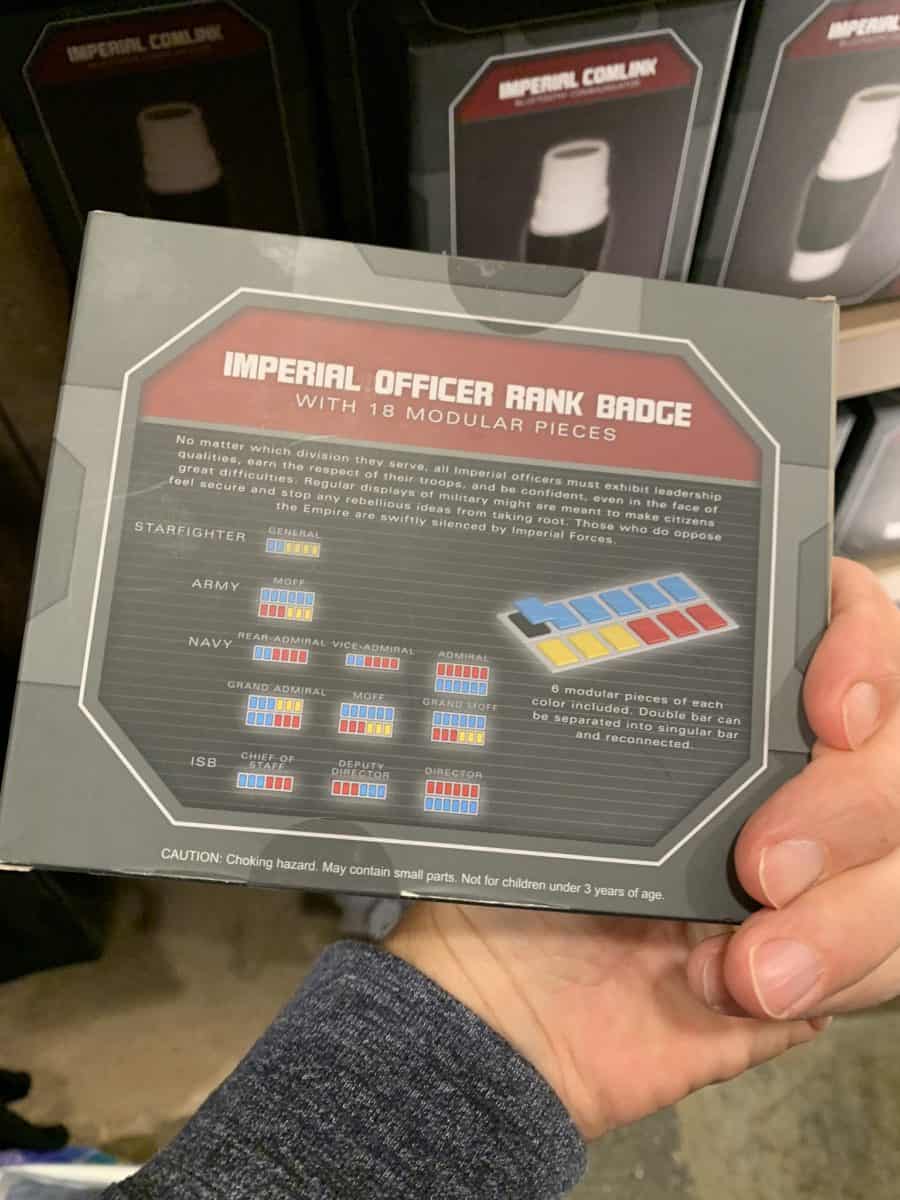 IMPERIAL COMLINK
IMPERIAL COMLINK
BLUETOOTH COMMUNICATOR
IMPERIAL
IMPERIAL OFFICER RANK BADGE
WITH 18 MODULAR PIECES
No matter which division they serve, all Imperial officers must exhibit leadership
qualities, earn the respect of their troops, and be confident, even in the face of
great difficulties. Regular displays of military might are meant to make citizens
feel secure and stop any rebellious ideas from taking root. Those who do oppose
the Empire are swiftly silenced by Imperial Forces.
STARFIGHTER
GENERAL
ARMY
MOFF
NAVY
REAR-ADMIRAL
VICE-ADMIRAL
ADMIRAL
GRAND ADMIRAL
MOFF
GRAND MOFF
ISB
CHIEF OF
STAFF
DEPUTY
DIRECTOR
DIRECTOR
6 modular pieces of each
color included. Double bar can
be separated into singular bar
and reconnected.
CAUTION: Choking hazard. May contain small parts. Not for children under 3 years of age.